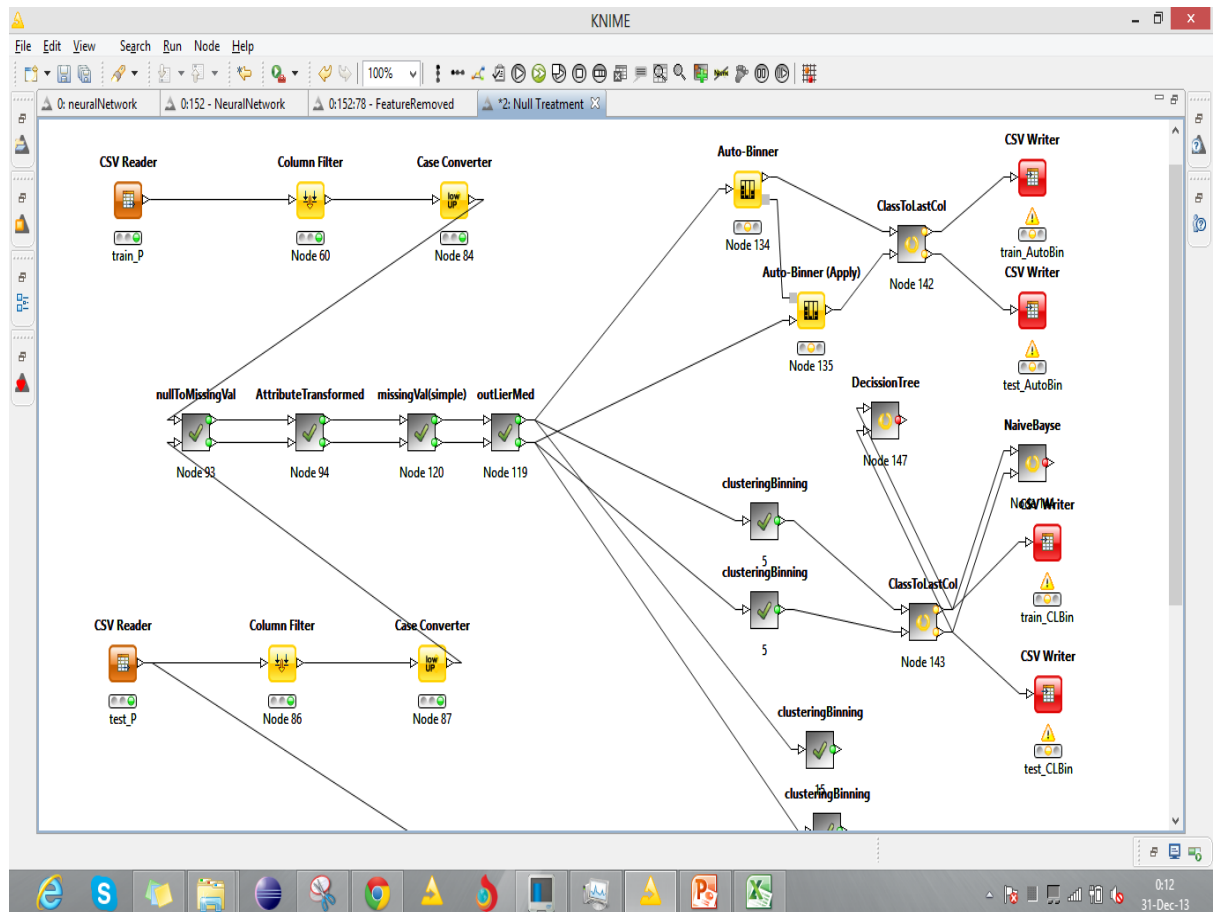 KNIME
File Edit View Search Run Node Help
100%
0: neuralNetwork
0:152 - NeuralNetwork
0:152:78 - FeatureRemoved
*2: Null Treatment
CSV Reader
train_P
Column Filter
Node 60
Case Converter
low
UP
Node 84
Auto-Binner
Node 134
CSV Writer
train_AutoBin
ClassToLastCol
Node 142
Auto-Binner (Apply)
Node 135
CSV Writer
test_AutoBin
nullToMissingVal
Node 93
AttributeTransformed
Node 94
missingVal(simple)
Node 120
outLierMed
Node 119
DecissionTree
Node 147
NaiveBayse
clusteringBinning
5
CSV Writer
train_CLBin
clusteringBinning
5
ClassToLastCol
Node 143
CSV Reader
test_P
Column Filter
Node 86
Case Converter
low
UP
Node 87
CSV Writer
test_CLBin
clusteringBinning
15
clusteringBinning
0:12
31-Dec-13